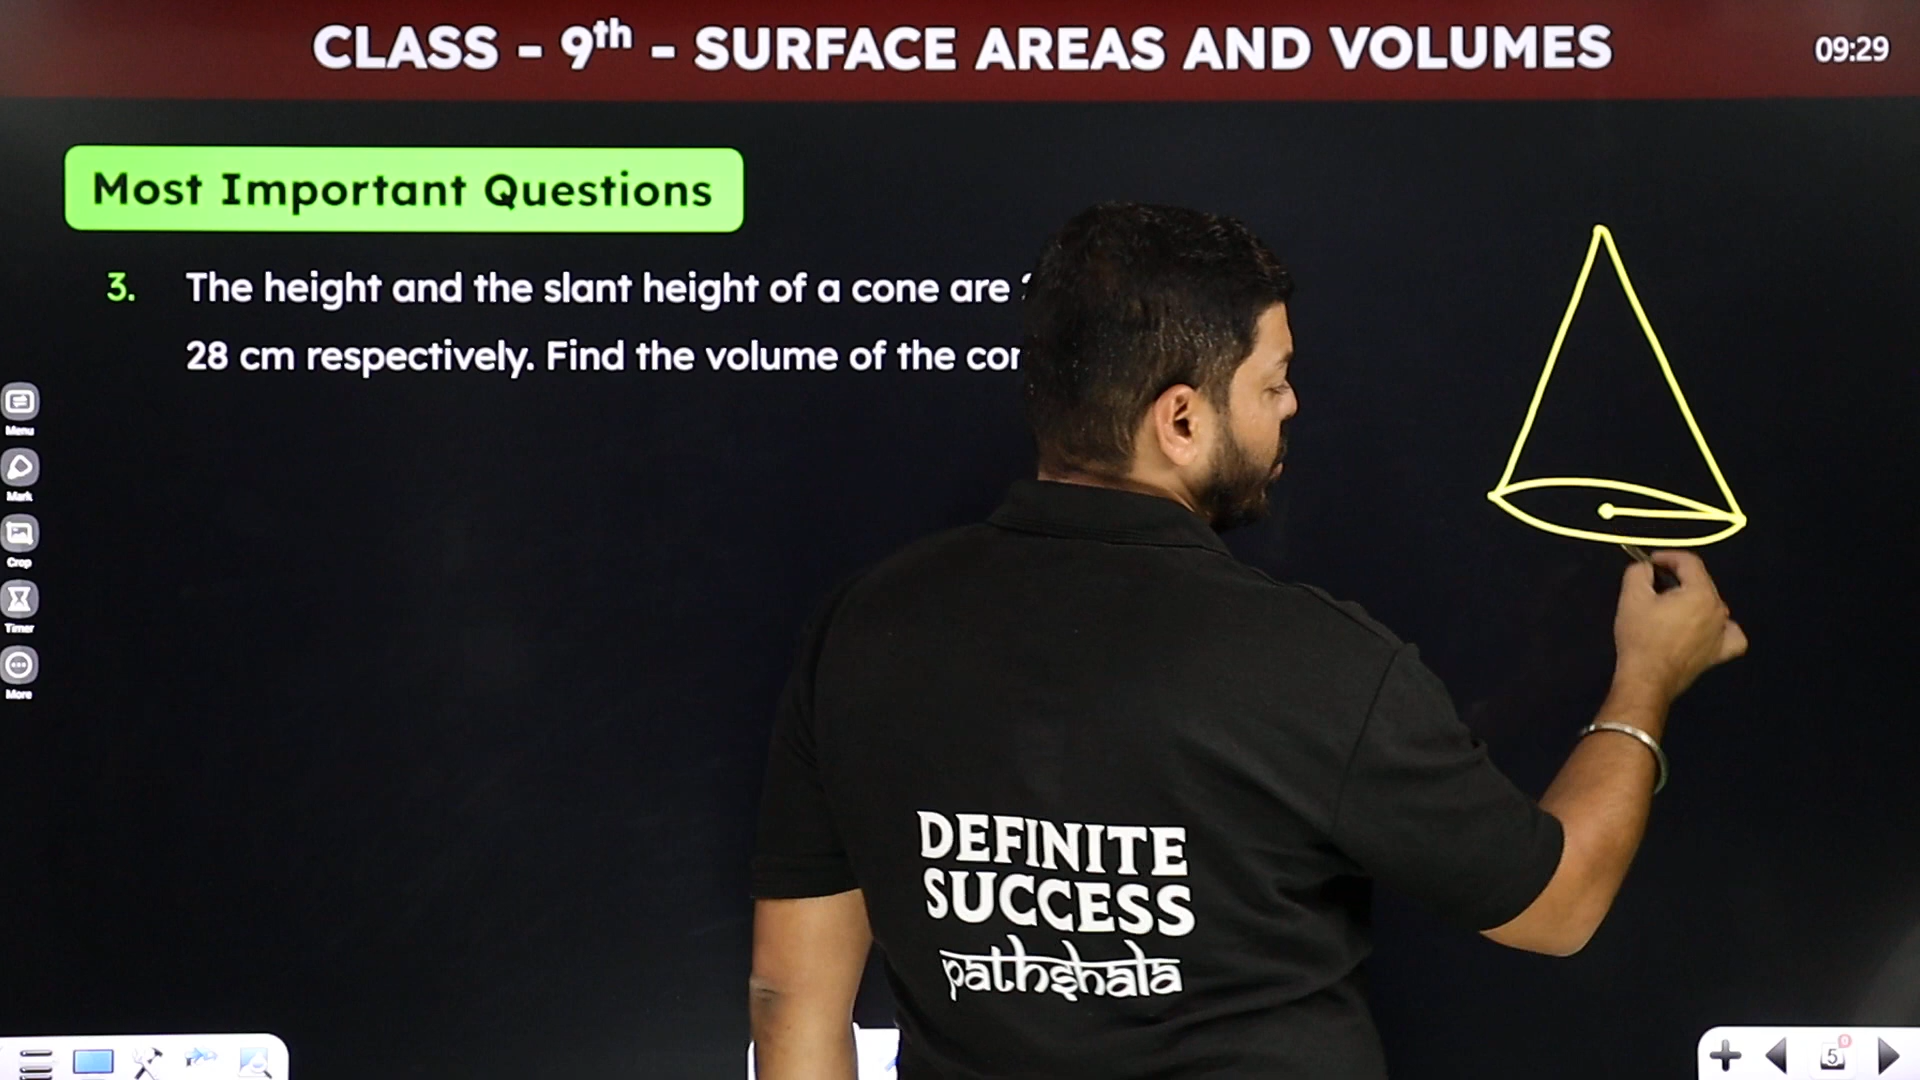 CLASS - 9th - SURFACE AREAS AND VOLUMES
09:29
Most Important Questions
3. The height and the slant height of a cone are
28 cm respectively. Find the volume of the
Menu
Mark
Crop
Timer
More
DEFINITE
SUCCESS
pathshala
5
0